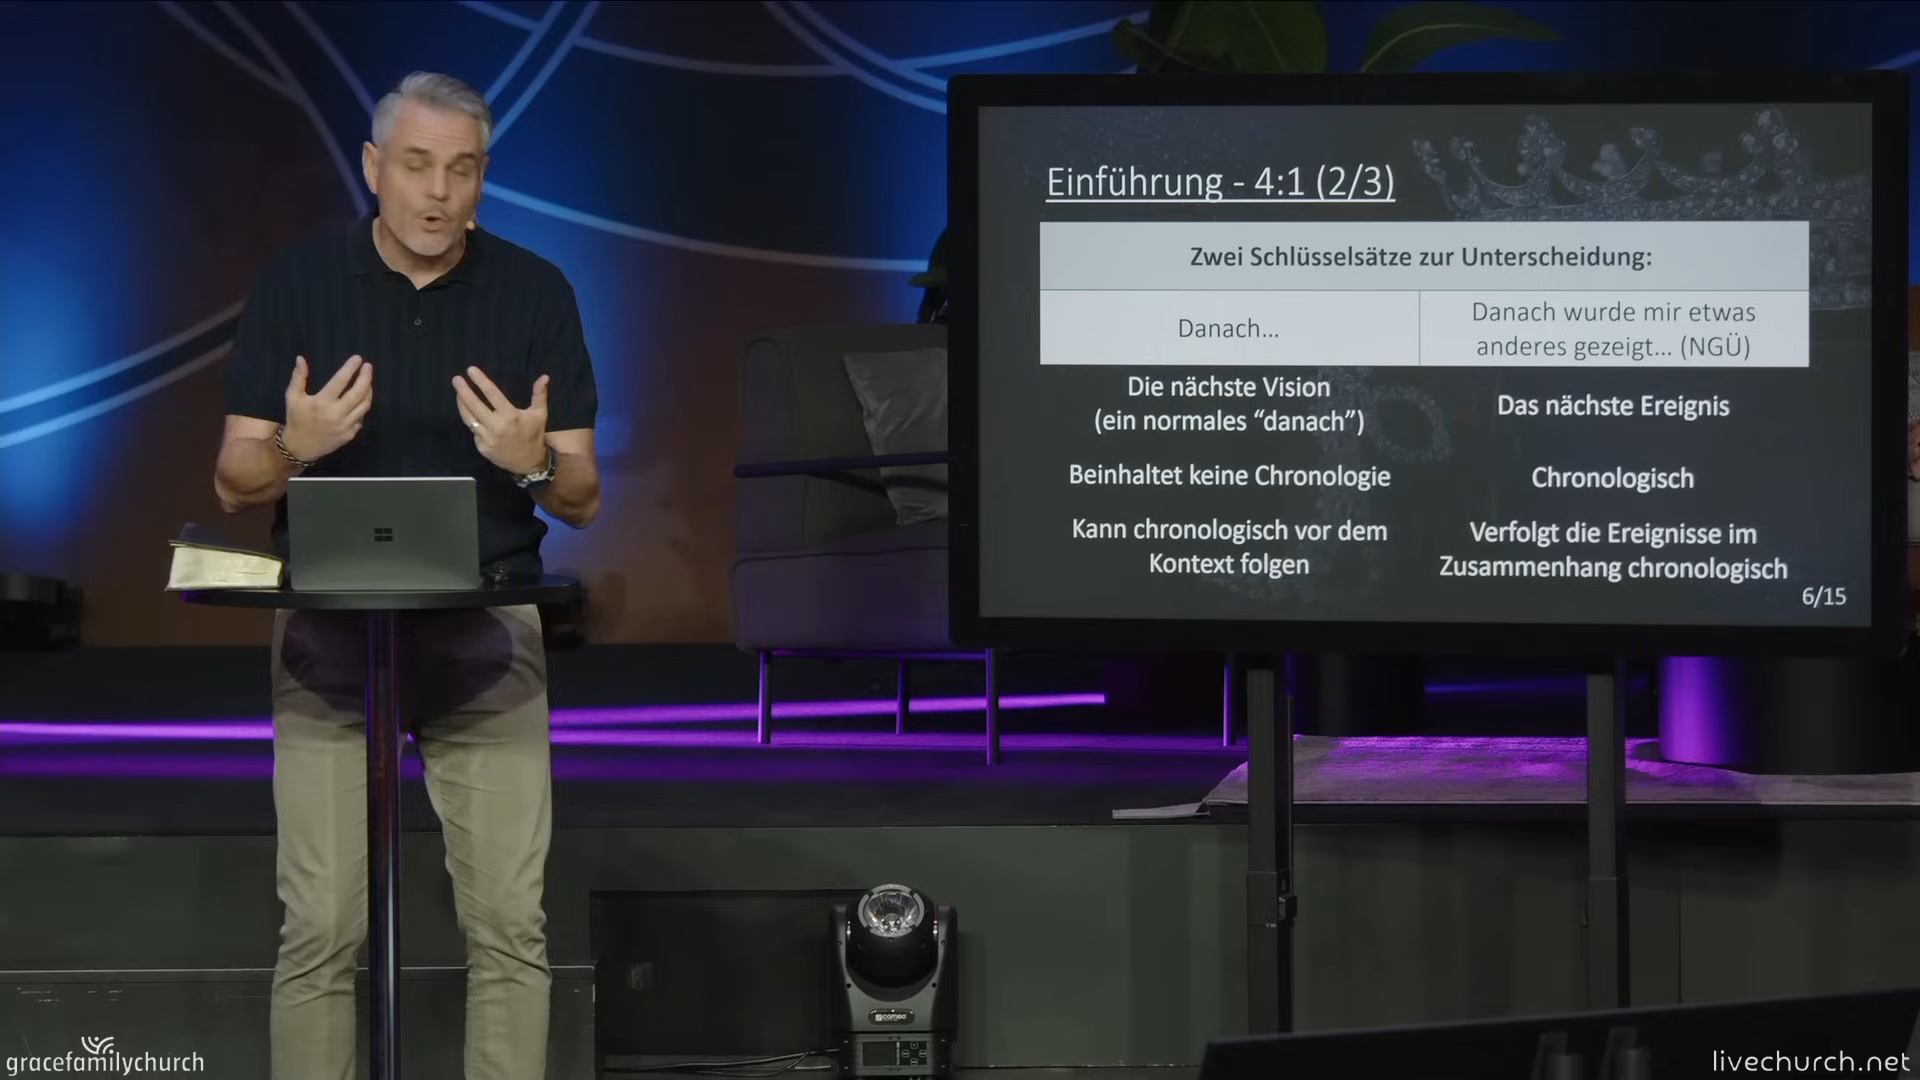 Einführung - 4:1 (2/3)
Zwei Schlüsselsätze zur Unterscheidung:
Danach...
Danach wurde mir etwas
anderes gezeigt... (NGÜ)
Die nächste Vision
(ein normales “danach”)
Das nächste Ereignis
Beinhaltet keine Chronologie
Chronologisch
Kann chronologisch vor dem
Kontext folgen
Verfolgt die Ereignisse im
Zusammenhang chronologisch
6/15
cameo
gracefamilychurch
livechurch.net